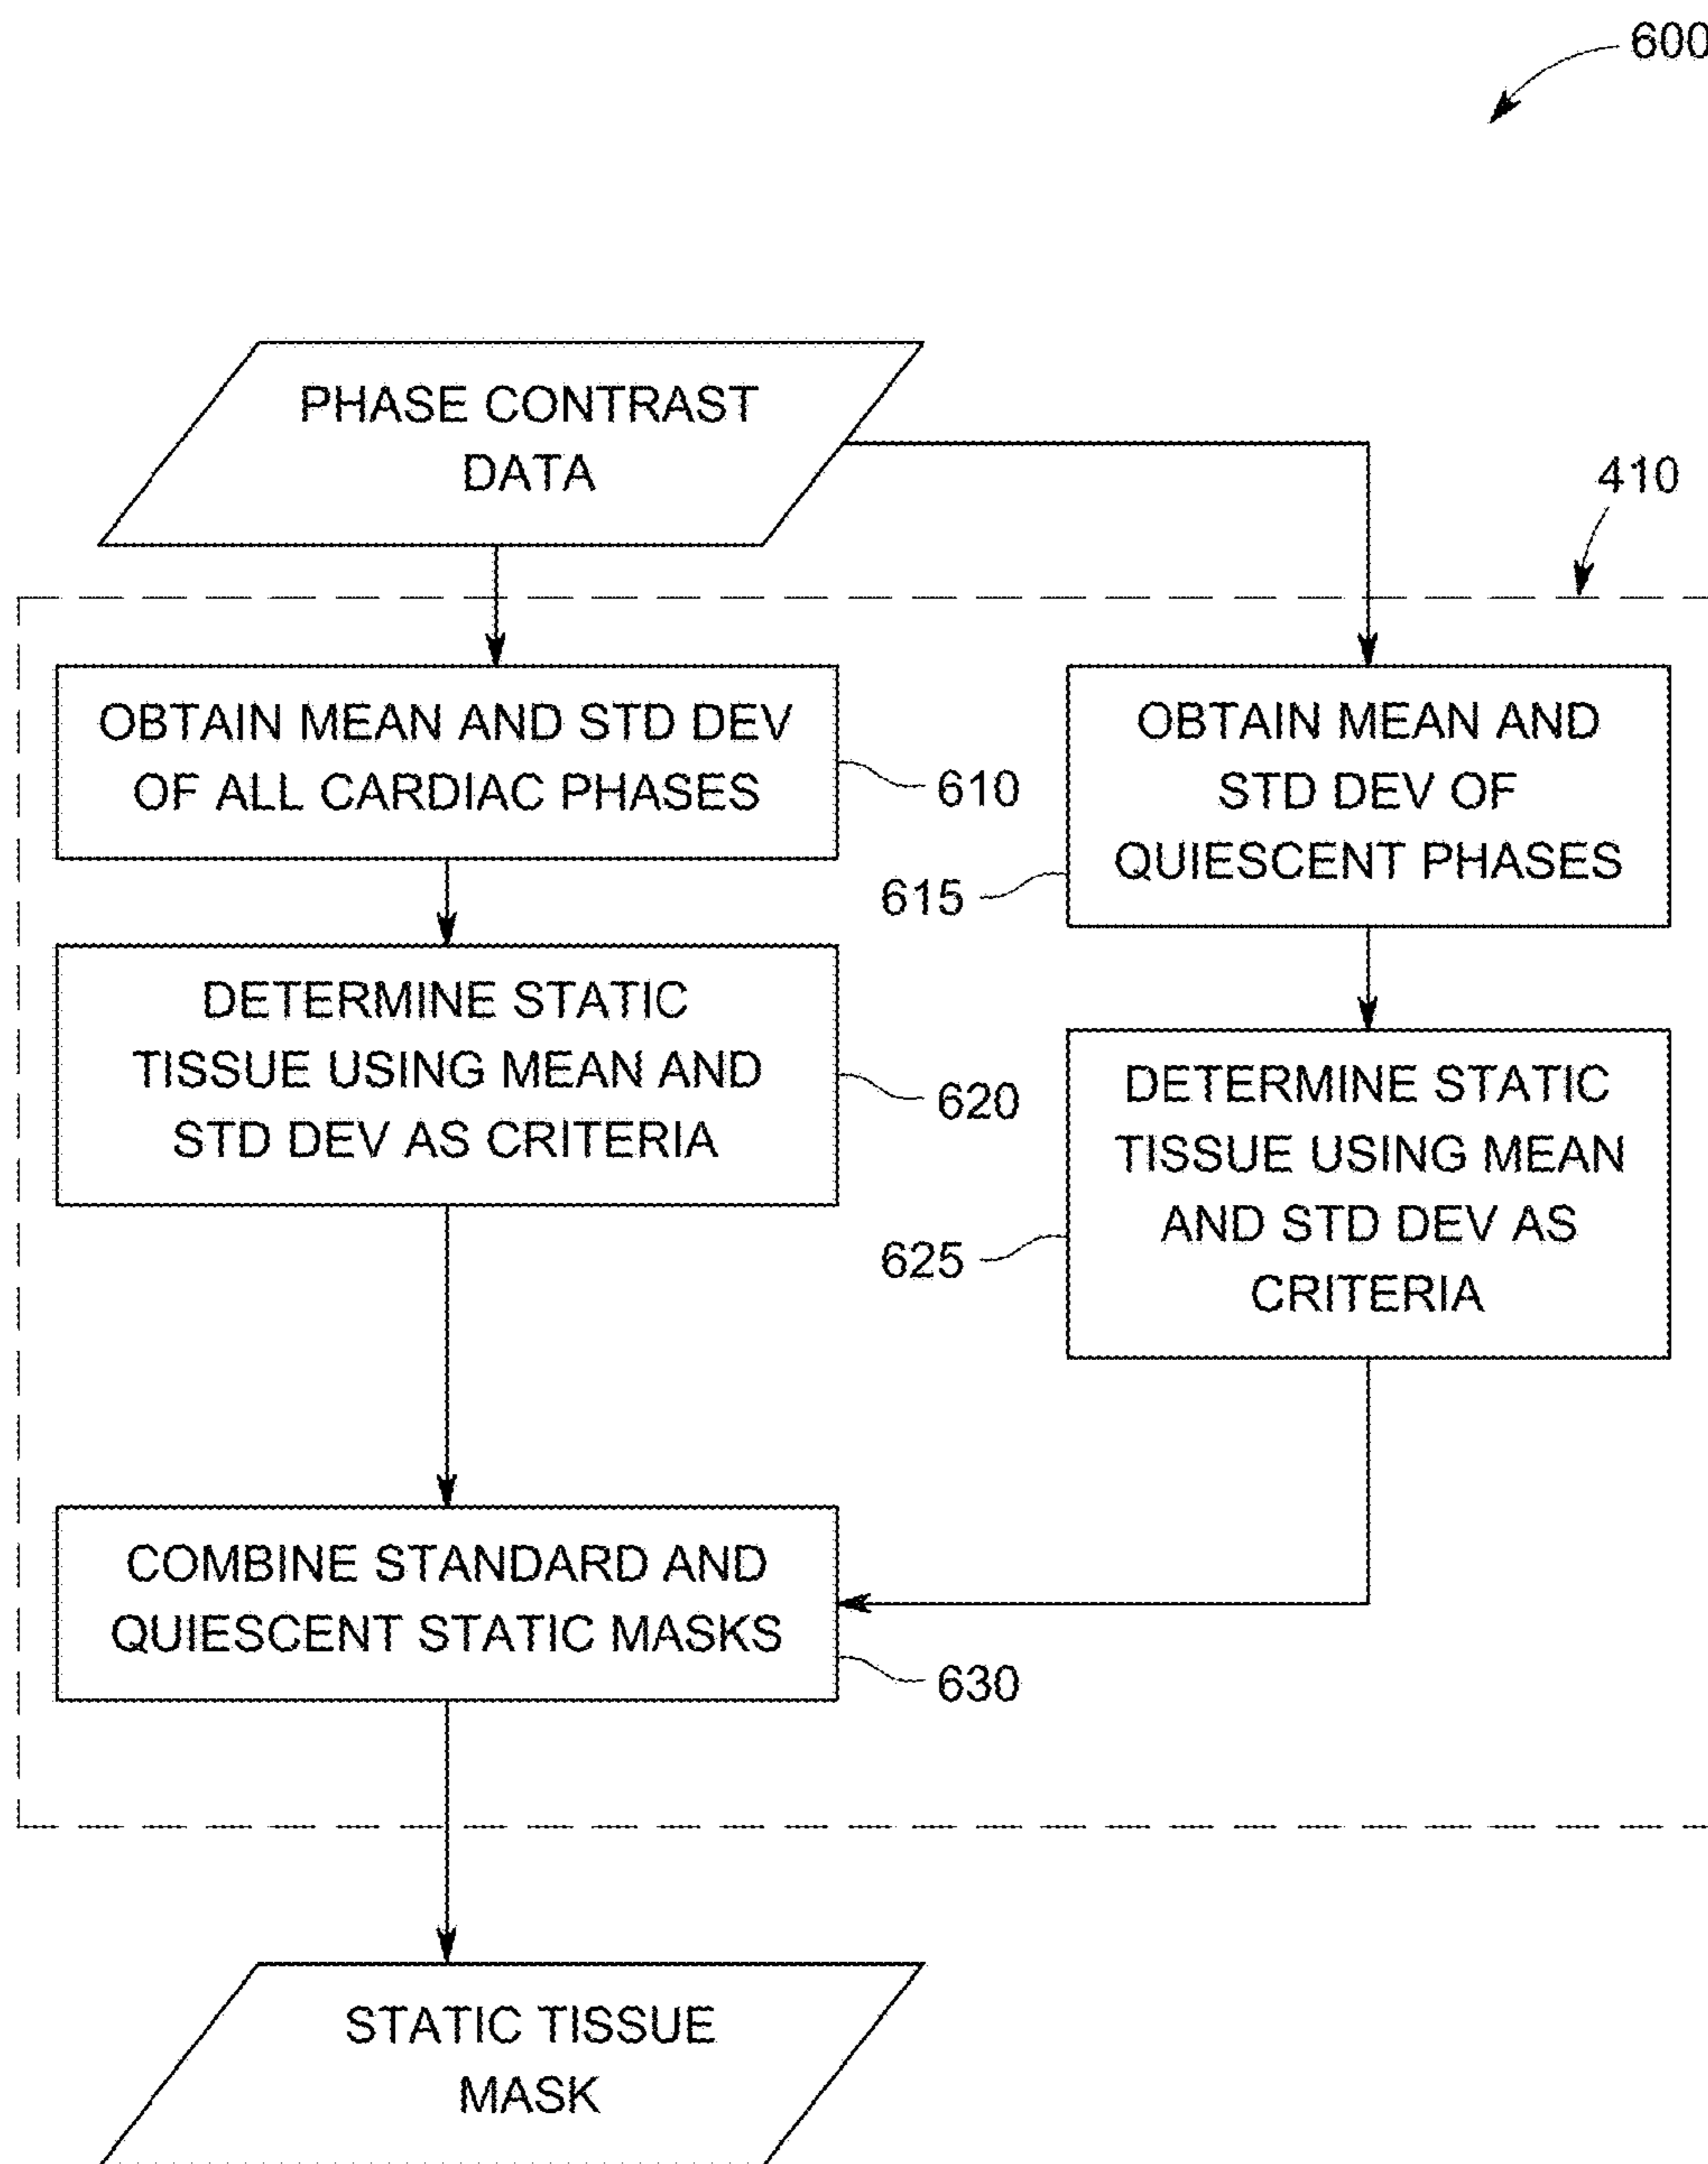 600
PHASE CONTRAST
DATA
410
OBTAIN MEAN AND STD DEV
OF ALL CARDIAC PHASES
610
OBTAIN MEAN AND
STD DEV OF
QUIESCENT PHASES
615
DETERMINE STATIC
TISSUE USING MEAN AND
STD DEV AS CRITERIA
620
DETERMINE STATIC
TISSUE USING MEAN
AND STD DEV AS
CRITERIA
625
COMBINE STANDARD AND
QUIESCENT STATIC MASKS
630
STATIC TISSUE
MASK